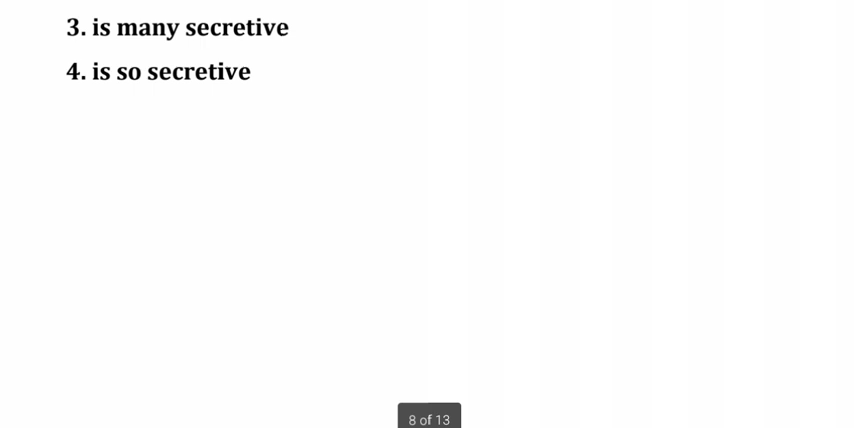 3. is many secretive
4. is so secretive
8 of 13